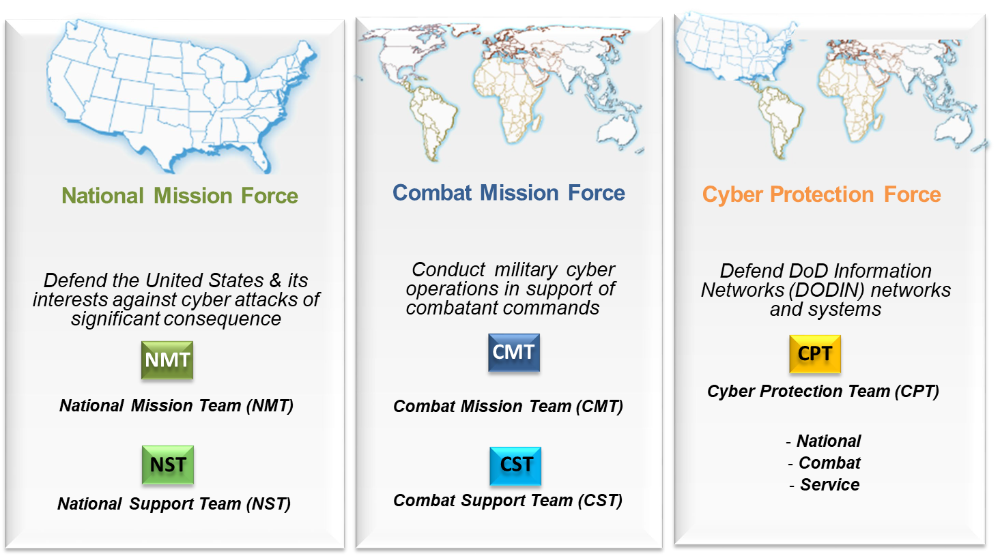 National Mission Force
Defend the United States & its
interests against cyber attacks of
significant consequence
NMT
National Mission Team (NMT)
NST
National Support Team (NST)
Combat Mission Force
Conduct military cyber
operations in support of
combatant commands
CMT
Combat Mission Team (CMT)
CST
Combat Support Team (CST)
Cyber Protection Force
Defend DoD Information
Networks (DODIN) networks
and systems
CPT
Cyber Protection Team (CPT)
- National
- Combat
- Service